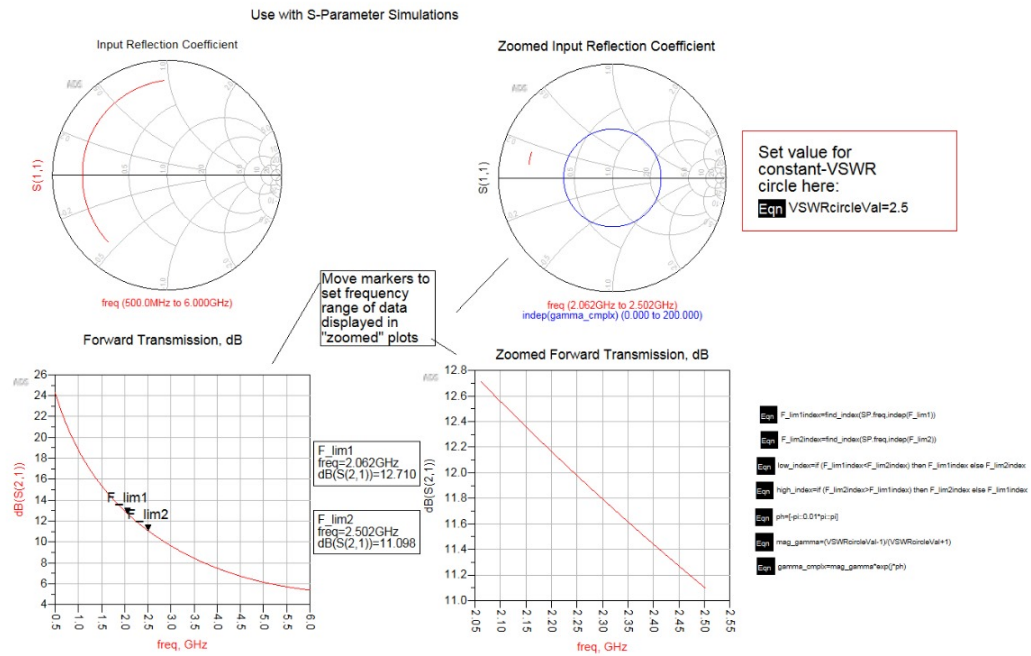 Use with S-Parameter Simulations
Input Reflection Coefficient
ADS
S(1,1)
freq (500.0MHz to 6.000GHz)
Zoomed Input Reflection Coefficient
ADS
S(1,1)
freq (2.062GHz to 2.502GHz)
indep(gamma_cmplx) (0.000 to 200.000)
Set value for
constant-VSWR
circle here:
Eqn VSWRcircleVal=2.5
Move markers to
set frequency
range of data
displayed in
"zoomed" plots
Forward Transmission, dB
ADS
dB(S(2,1))
26
24
22
20
18
16
14
12
10
8
6
4
F_lim1
F_lim2
0.5 1.0 1.5 2.0 2.5 3.0 3.5 4.0 4.5 5.0 5.5 6.0
freq, GHz
F_lim1
freq=2.062GHz
dB(S(2,1))=12.710
F_lim2
freq=2.502GHz
dB(S(2,1))=11.098
Zoomed Forward Transmission, dB
ADS
dB(S(2,1))
12.8
12.6
12.4
12.2
12.0
11.8
11.6
11.4
11.2
11.0
2.05 2.10 2.15 2.20 2.25 2.30 2.35 2.40 2.45 2.50 2.55
freq, GHz
Eqn F_lim1index=find_index(SP.freq,indep(F_lim1))
Eqn F_lim2index=find_index(SP.freq,indep(F_lim2))
Eqn low_index=if (F_lim1index<F_lim2index) then F_lim1index else F_lim2index
Eqn high_index=if (F_lim2index>F_lim1index) then F_lim2index else F_lim1index
Eqn ph=[-pi::0.01*pi::pi]
Eqn mag_gamma=(VSWRcircleVal-1)/(VSWRcircleVal+1)
Eqn gamma_cmplx=mag_gamma*exp(j*ph)